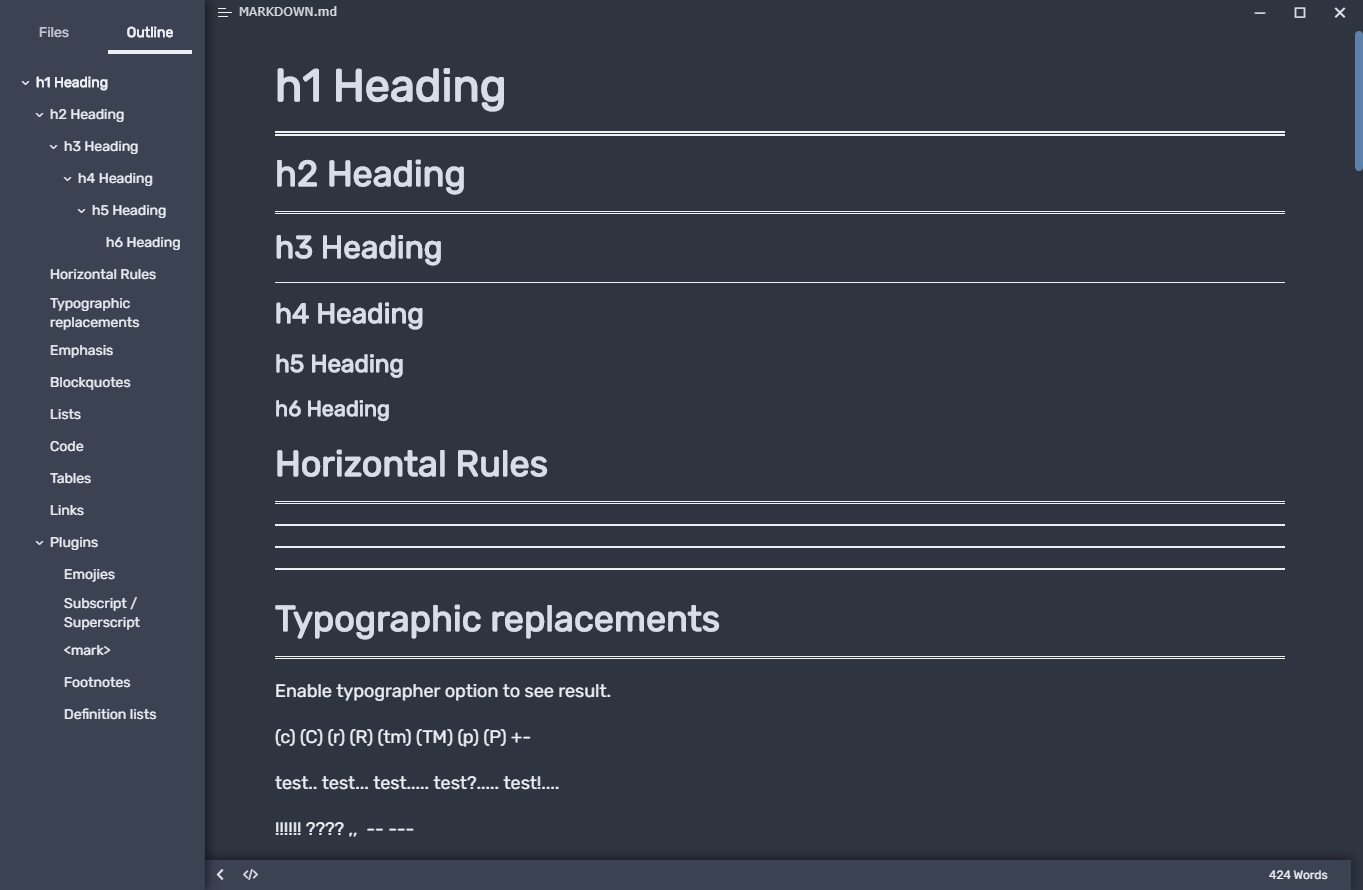 Files Outline
h1 Heading
h2 Heading
h3 Heading
h4 Heading
h5 Heading
h6 Heading
Horizontal Rules
Typographic
replacements
Emphasis
Blockquotes
Lists
Code
Tables
Links
Plugins
Emojies
Subscript /
Superscript
<mark>
Footnotes
Definition lists
MARKDOWN.md
h1 Heading
h2 Heading
h3 Heading
h4 Heading
h5 Heading
h6 Heading
Horizontal Rules
Typographic replacements
Enable typographer option to see result.
(c) (C) (r) (R) (tm) (TM) (p) (P) +-
test.. test... test..... test?..... test!....
!!!!!! ???? ,,  -- ---
</> 424 Words